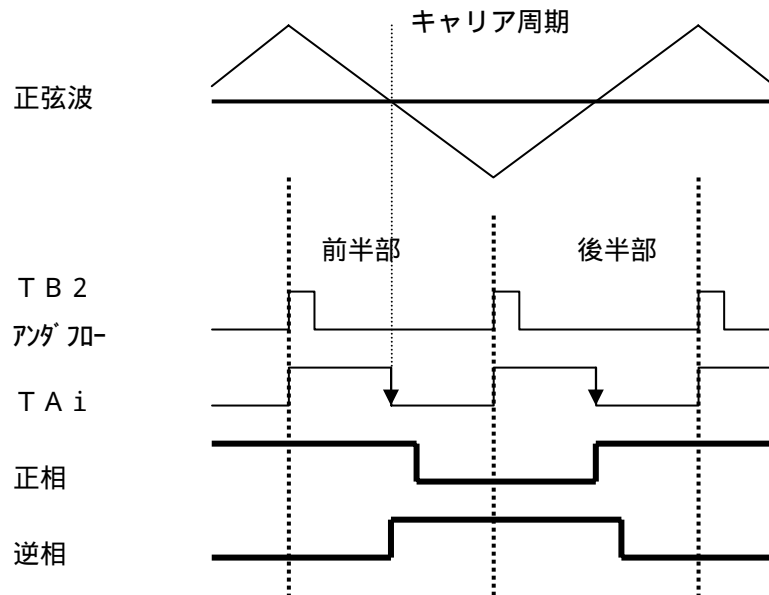 キャリア周期
正弦波
前半部
後半部
ＴＢ２
ｱﾝﾀﾞﾌﾛｰ
ＴＡｉ
正相
逆相